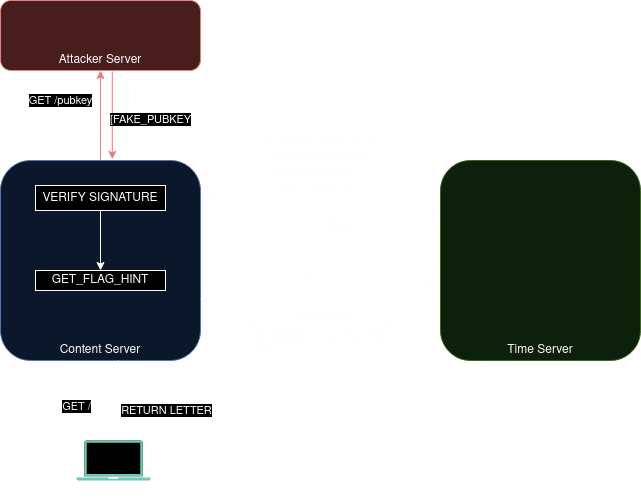 Attacker Server
GET /pubkey
[FAKE_PUBKEY
VERIFY SIGNATURE
GET_FLAG_HINT
Content Server
Time Server
GET /
RETURN LETTER